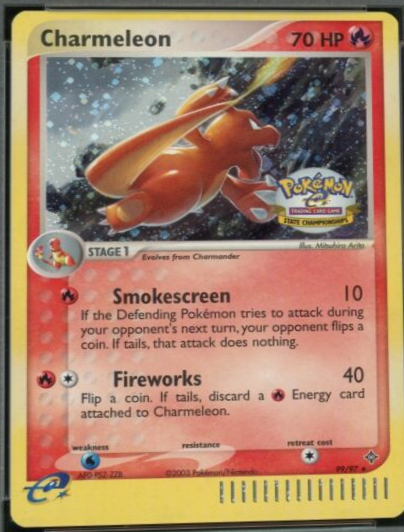 Charmeleon 70 HP
POKéMON
TRADING CARD GAME
STATE CHAMPIONSHIPS
Illus. Mitsuhiro Arita
STAGE 1
Evolves from Charmander
Smokescreen 10
If the Defending Pokémon tries to attack during
your opponent's next turn, your opponent flips a
coin. If tails, that attack does nothing.
Fireworks 40
Flip a coin. If tails, discard a Energy card
attached to Charmeleon.
weakness resistance retreat cost
©2003 Pokémon/Nintendo
99/97